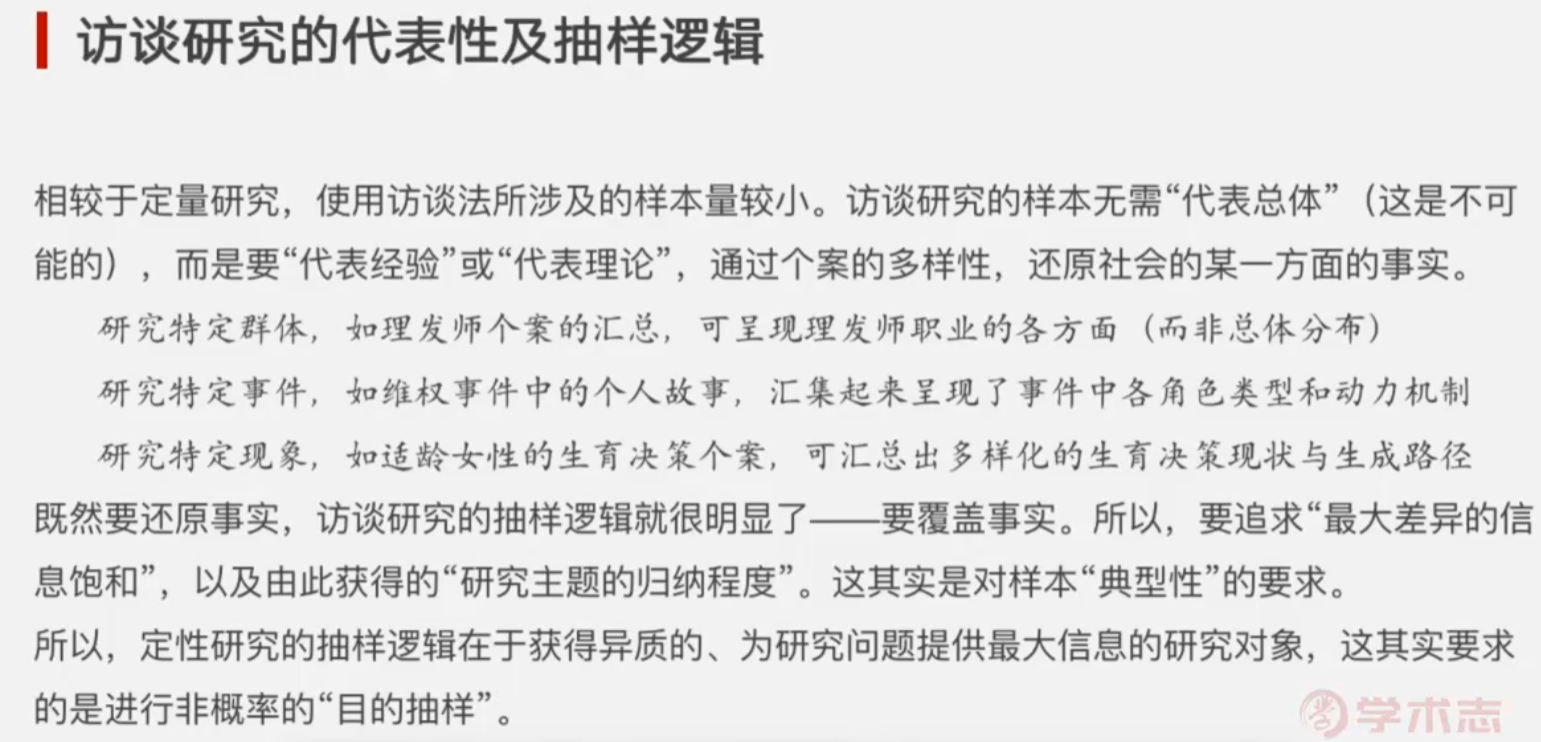 访谈研究的代表性及抽样逻辑
相较于定量研究，使用访谈法所涉及的样本量较小。访谈研究的样本无需“代表总体”（这是不可
能的），而是要“代表经验”或“代表理论”，通过个案的多样性，还原社会的某一方面的事实。
研究特定群体，如理发师个案的汇总，可呈现理发师职业的各方面（而非总体分布）
研究特定事件，如维权事件中的个人故事，汇集起来呈现了事件中各角色类型和动力机制
研究特定现象，如适龄女性的生育决策个案，可汇总出多样化的生育决策现状与生成路径
既然要还原事实，访谈研究的抽样逻辑就很明显了——要覆盖事实。所以，要追求“最大差异的信
息饱和”，以及由此获得的“研究主题的归纳程度”。这其实是对样本“典型性”的要求。
所以，定性研究的抽样逻辑在于获得异质的、为研究问题提供最大信息的研究对象，这其实要求
的是进行非概率的“目的抽样”。
学术志